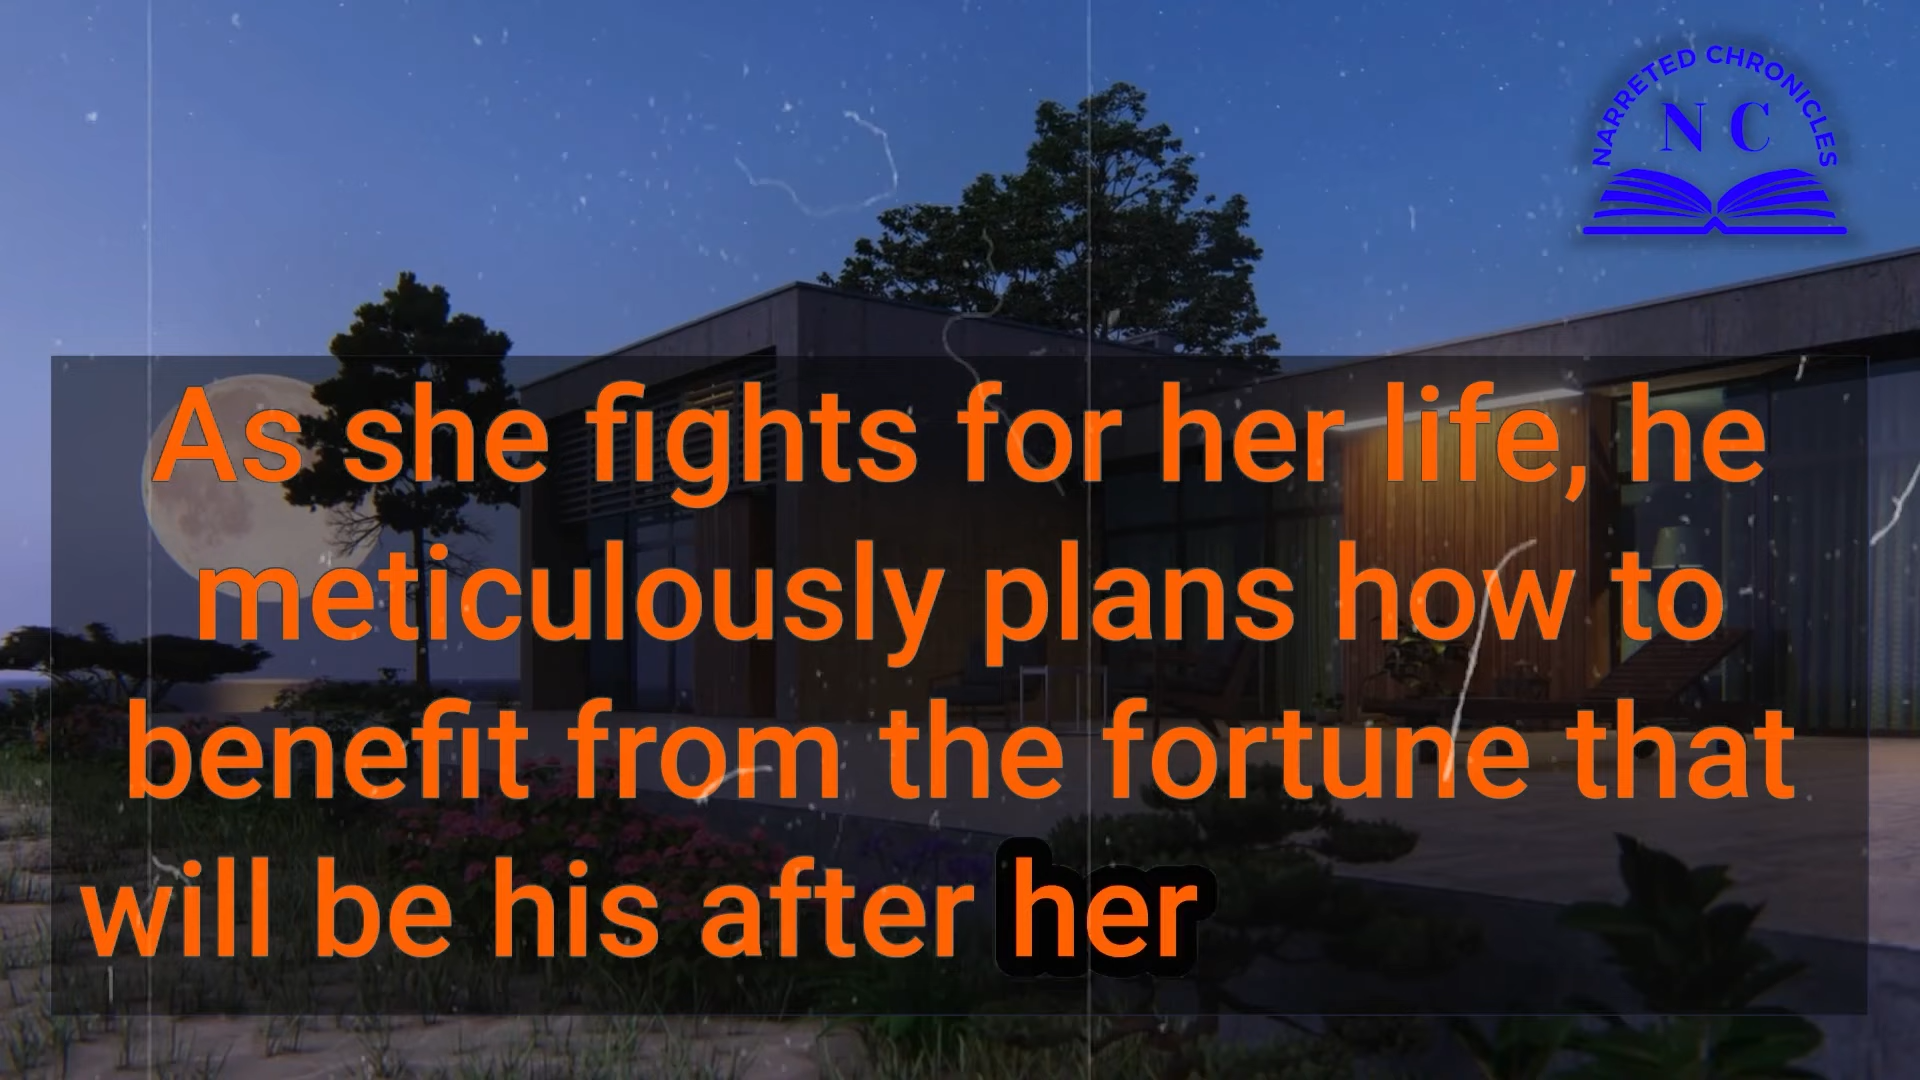 NARRETED CHRONICLES
N C
As she fights for her life, he
meticulously plans how to
benefit from the fortune that
will be his after her